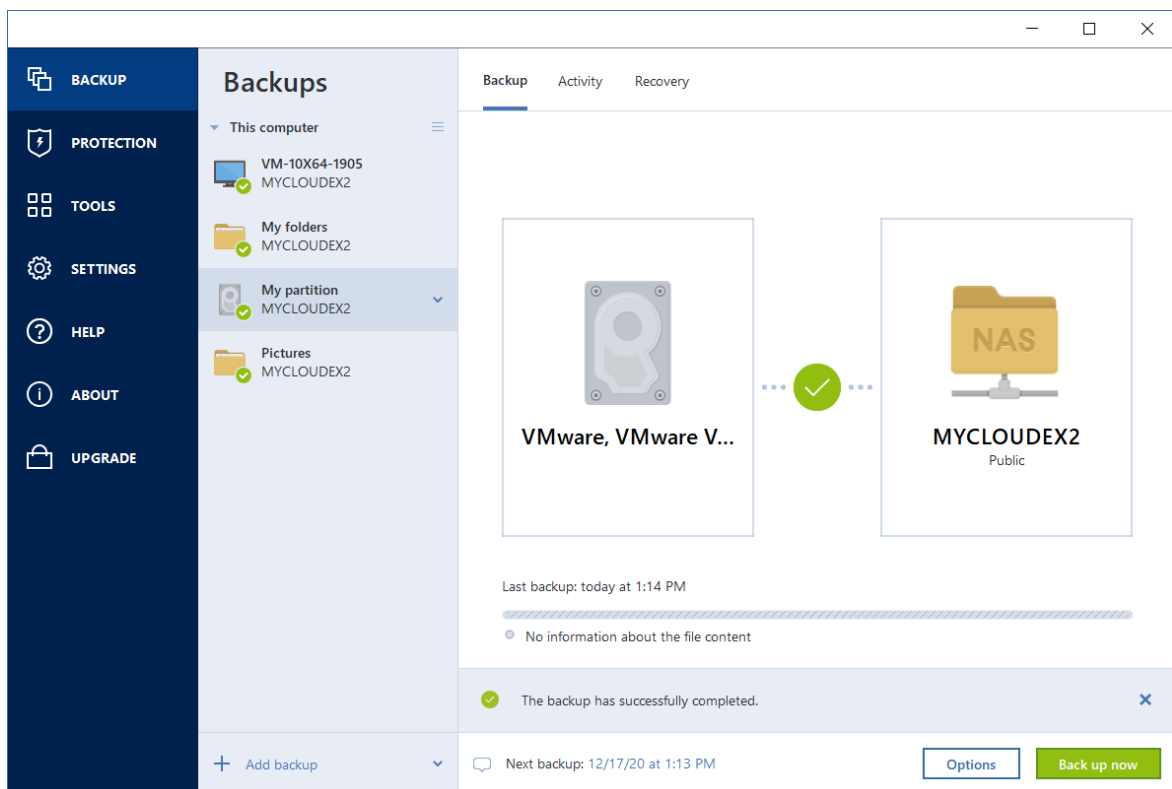 BACKUP
PROTECTION
TOOLS
SETTINGS
HELP
ABOUT
UPGRADE
Backups
This computer
VM-10X64-1905
MYCLOUDEX2
My folders
MYCLOUDEX2
My partition
MYCLOUDEX2
Pictures
MYCLOUDEX2
Add backup
Backup Activity Recovery
VMware, VMware V...
NAS
MYCLOUDEX2
Public
Last backup: today at 1:14 PM
No information about the file content
The backup has successfully completed.
Next backup: 12/17/20 at 1:13 PM
Options
Back up now